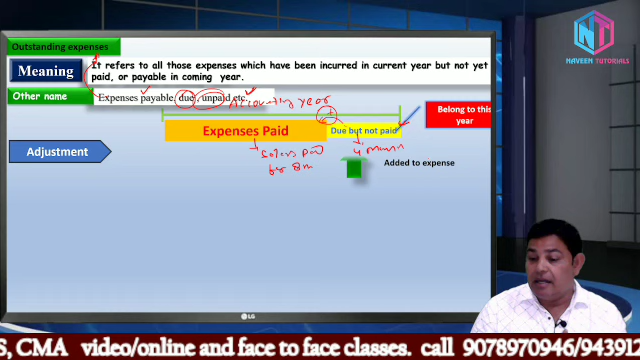 Outstanding expenses
NT
NAVEEN TUTORIALS
Meaning
It refers to all those expenses which have been incurred in current year but not yet
paid, or payable in coming year.
Other name
Expenses payable, due, unpaid etc.
Accounting year
Expenses Paid
+
Due but not paid
Belong to this
year
Adjustment
Salary paid
for 8m
4 month
Added to expense
LG
S, CMA video/online and face to face classes. call 9078970946/943912